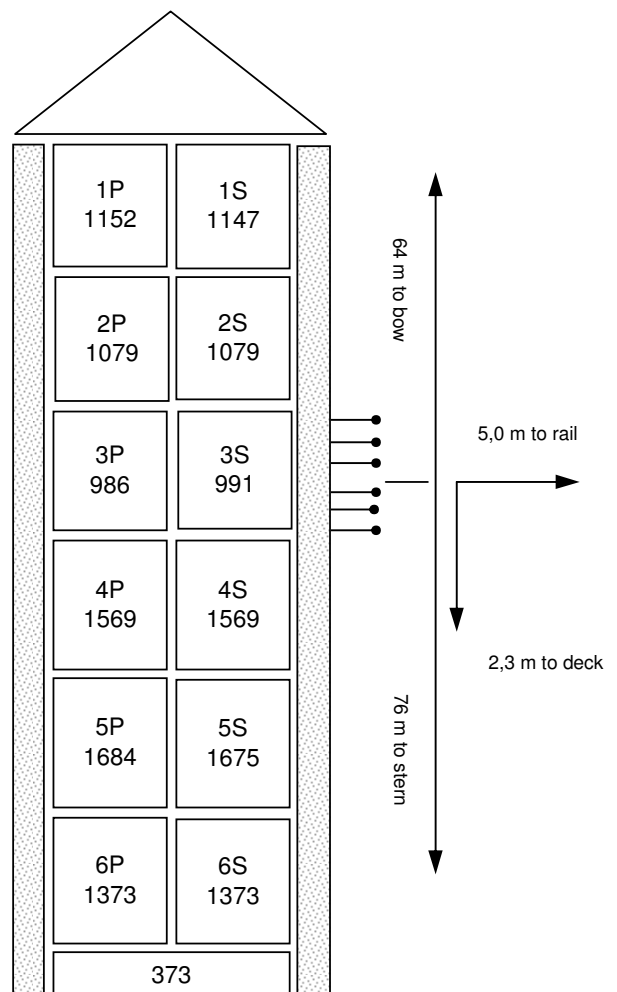 1P
1152
1S
1147
64 m to bow
2P
1079
2S
1079
3P
986
3S
991
5,0 m to rail
4P
1569
4S
1569
2,3 m to deck
76 m to stern
5P
1684
5S
1675
6P
1373
6S
1373
373